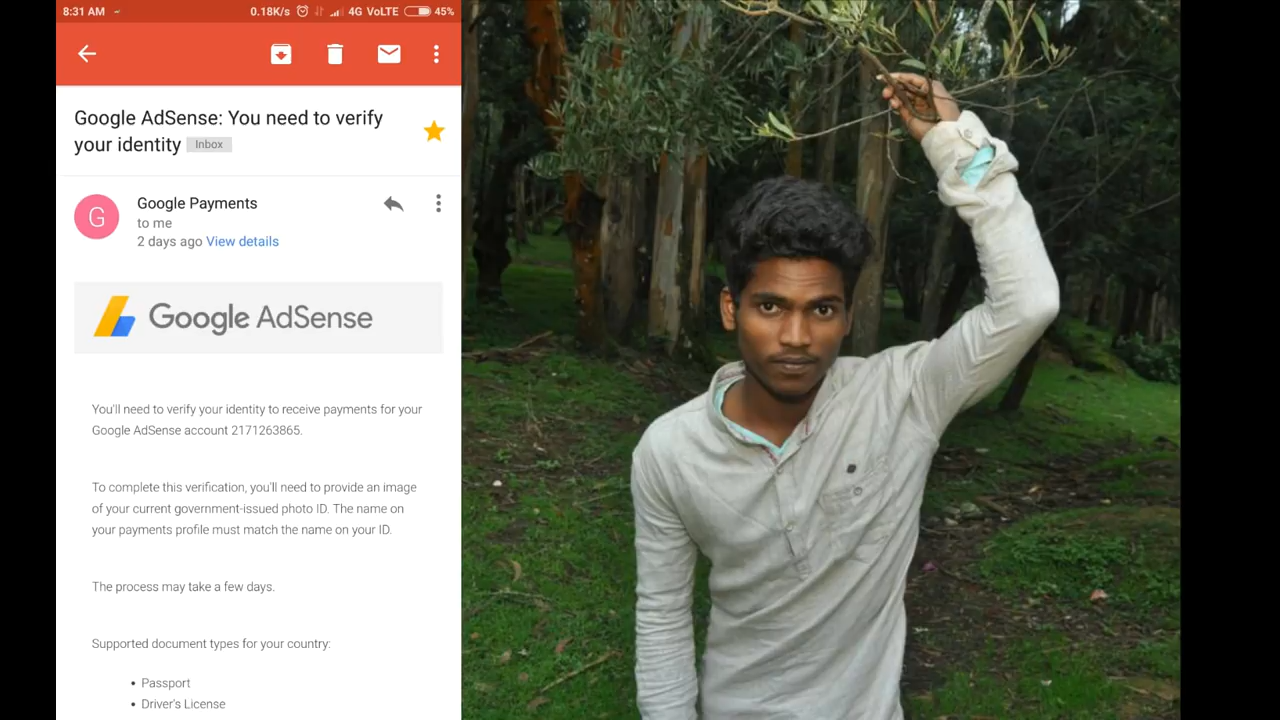 8:31 AM 0.18K/s 4G VoLTE 45%
Google AdSense: You need to verify
your identity Inbox
G
Google Payments
to me
2 days ago View details
Google AdSense
You'll need to verify your identity to receive payments for your
Google AdSense account 2171263865.
To complete this verification, you'll need to provide an image
of your current government-issued photo ID. The name on
your payments profile must match the name on your ID.
The process may take a few days.
Supported document types for your country:
• Passport
• Driver's License